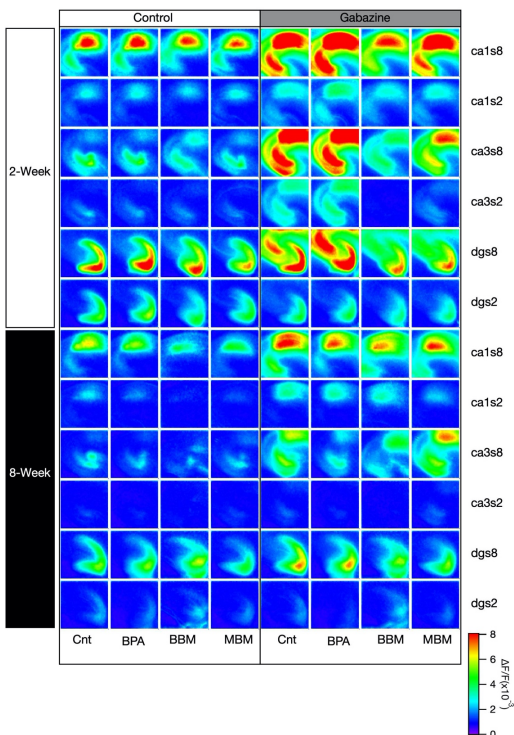 Control Gabazine
2-Week
ca1s8
ca1s2
ca3s8
ca3s2
dgs8
dgs2
8-Week
ca1s8
ca1s2
ca3s8
ca3s2
dgs8
dgs2
Cnt BPA BBM MBM Cnt BPA BBM MBM
8
6
4
2
0
ΔF/F(x10⁻³)